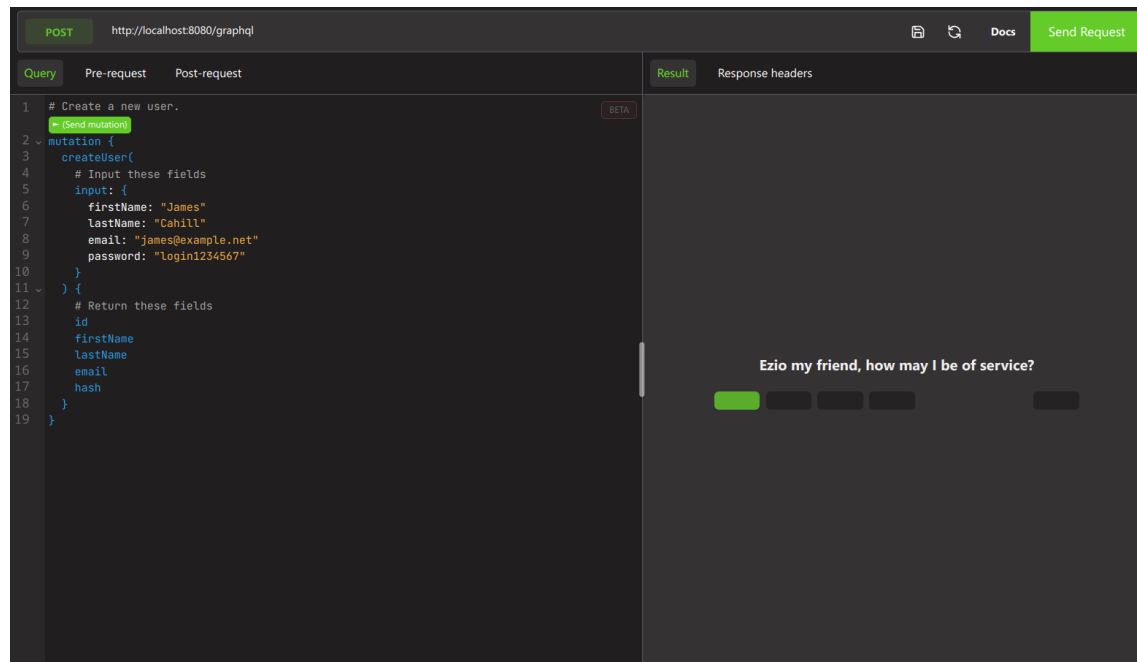 POST http://localhost:8080/graphql Docs Send Request
Query Pre-request Post-request Result Response headers
1 # Create a new user. BETA
(Send mutation)
2 mutation {
3 createUser(
4 # Input these fields
5 input: {
6 firstName: "James"
7 lastName: "Cahill"
8 email: "james@example.net"
9 password: "login1234567"
10 }
11 ) {
12 # Return these fields
13 id
14 firstName
15 lastName
16 email
17 hash
18 }
19 }
Ezio my friend, how may I be of service?